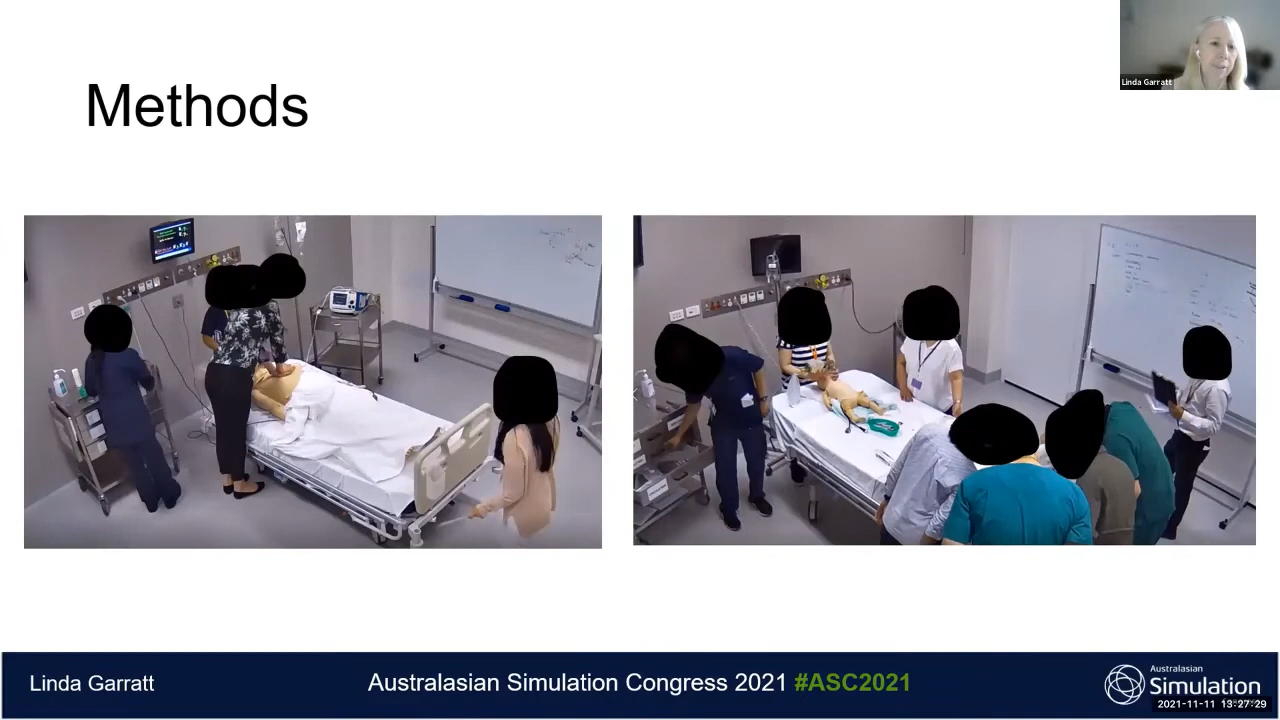 Linda Garratt
Methods
Linda Garratt
Australasian Simulation Congress 2021 #ASC2021
Australasian
Simulation
2021-11-11 13:27:29